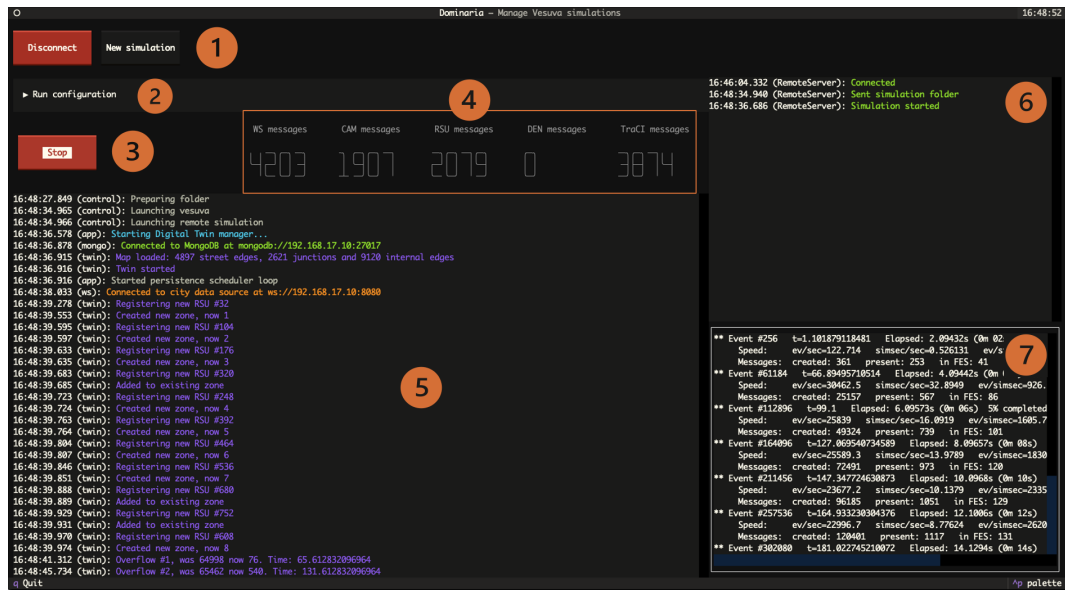 Dominaria — Manage Vesuva simulations
16:48:52
Disconnect
New simulation
1
▶ Run configuration
2
Stop
3
4
WS messages CAM messages RSU messages DEN messages TraCI messages
4203 1907 2079 0 3874
16:48:27.849 (control): Preparing folder
16:48:34.965 (control): Launching vesuva
16:48:34.966 (control): Launching remote simulation
16:48:36.578 (app): Starting Digital Twin manager...
16:48:36.878 (mongo): Connected to MongoDB at mongodb://192.168.17.10:27017
16:48:36.915 (twin): Map loaded: 4897 street edges, 2621 junctions and 9120 internal edges
16:48:36.916 (twin): Twin started
16:48:36.916 (app): Started persistence scheduler loop
16:48:38.033 (ws): Connected to city data source at ws://192.168.17.10:8080
16:48:39.278 (twin): Registering new RSU #32
16:48:39.553 (twin): Created new zone, now 1
16:48:39.595 (twin): Registering new RSU #104
16:48:39.597 (twin): Created new zone, now 2
16:48:39.633 (twin): Registering new RSU #176
16:48:39.635 (twin): Created new zone, now 3
16:48:39.683 (twin): Registering new RSU #320
16:48:39.685 (twin): Added to existing zone
16:48:39.723 (twin): Registering new RSU #248
16:48:39.724 (twin): Created new zone, now 4
16:48:39.763 (twin): Registering new RSU #392
16:48:39.764 (twin): Created new zone, now 5
16:48:39.804 (twin): Registering new RSU #464
16:48:39.807 (twin): Created new zone, now 6
16:48:39.846 (twin): Registering new RSU #536
16:48:39.851 (twin): Created new zone, now 7
16:48:39.888 (twin): Registering new RSU #680
16:48:39.889 (twin): Added to existing zone
16:48:39.929 (twin): Registering new RSU #752
16:48:39.931 (twin): Added to existing zone
16:48:39.970 (twin): Registering new RSU #608
16:48:39.974 (twin): Created new zone, now 8
16:48:41.312 (twin): Overflow #1, was 64998 now 76. Time: 65.612832096964
16:48:45.734 (twin): Overflow #2, was 65462 now 540. Time: 131.612832096964
5
16:46:04.332 (RemoteServer): Connected
16:48:34.940 (RemoteServer): Sent simulation folder
16:48:36.686 (RemoteServer): Simulation started
6
** Event #256 t=1.101879118481 Elapsed: 2.09432s (0m 02
Speed: ev/sec=122.714 simsec/sec=0.526131 ev/s
Messages: created: 361 present: 253 in FES: 41
** Event #61184 t=66.89495710514 Elapsed: 4.09442s (0m
Speed: ev/sec=30462.5 simsec/sec=32.8949 ev/simsec=926.
Messages: created: 25157 present: 567 in FES: 86
** Event #112896 t=99.1 Elapsed: 6.09573s (0m 06s) 5% completed
Speed: ev/sec=25839 simsec/sec=16.0919 ev/simsec=1605.7
Messages: created: 49324 present: 739 in FES: 101
** Event #164096 t=127.069540734589 Elapsed: 8.09657s (0m 08s)
Speed: ev/sec=25589.3 simsec/sec=13.9789 ev/simsec=1830
Messages: created: 72491 present: 973 in FES: 120
** Event #211456 t=147.347724630873 Elapsed: 10.0968s (0m 10s)
Speed: ev/sec=23677.2 simsec/sec=10.1379 ev/simsec=2335
Messages: created: 96185 present: 1051 in FES: 129
** Event #257536 t=164.933230304376 Elapsed: 12.1006s (0m 12s)
Speed: ev/sec=22996.7 simsec/sec=8.77624 ev/simsec=2620
Messages: created: 120401 present: 1117 in FES: 131
** Event #302080 t=181.022745210072 Elapsed: 14.1294s (0m 14s)
7
q Quit
^p palette